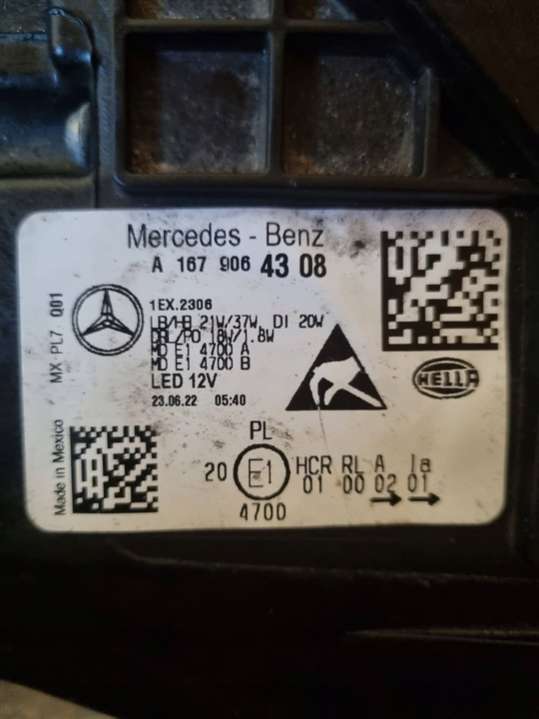 Mercedes - Benz
A 167 906 43 08
1EX.2306
LB/HB 21W/37W, DI 20W
DRL/PO 18W/1.8W
MD E1 4700 A
MD E1 4700 B
LED 12V
23.06.22 05:40
HELLA
MX PL7 Q01
Made in Mexico
PL
20 E1 HCR RL A 1a
01 00 02 01
4700